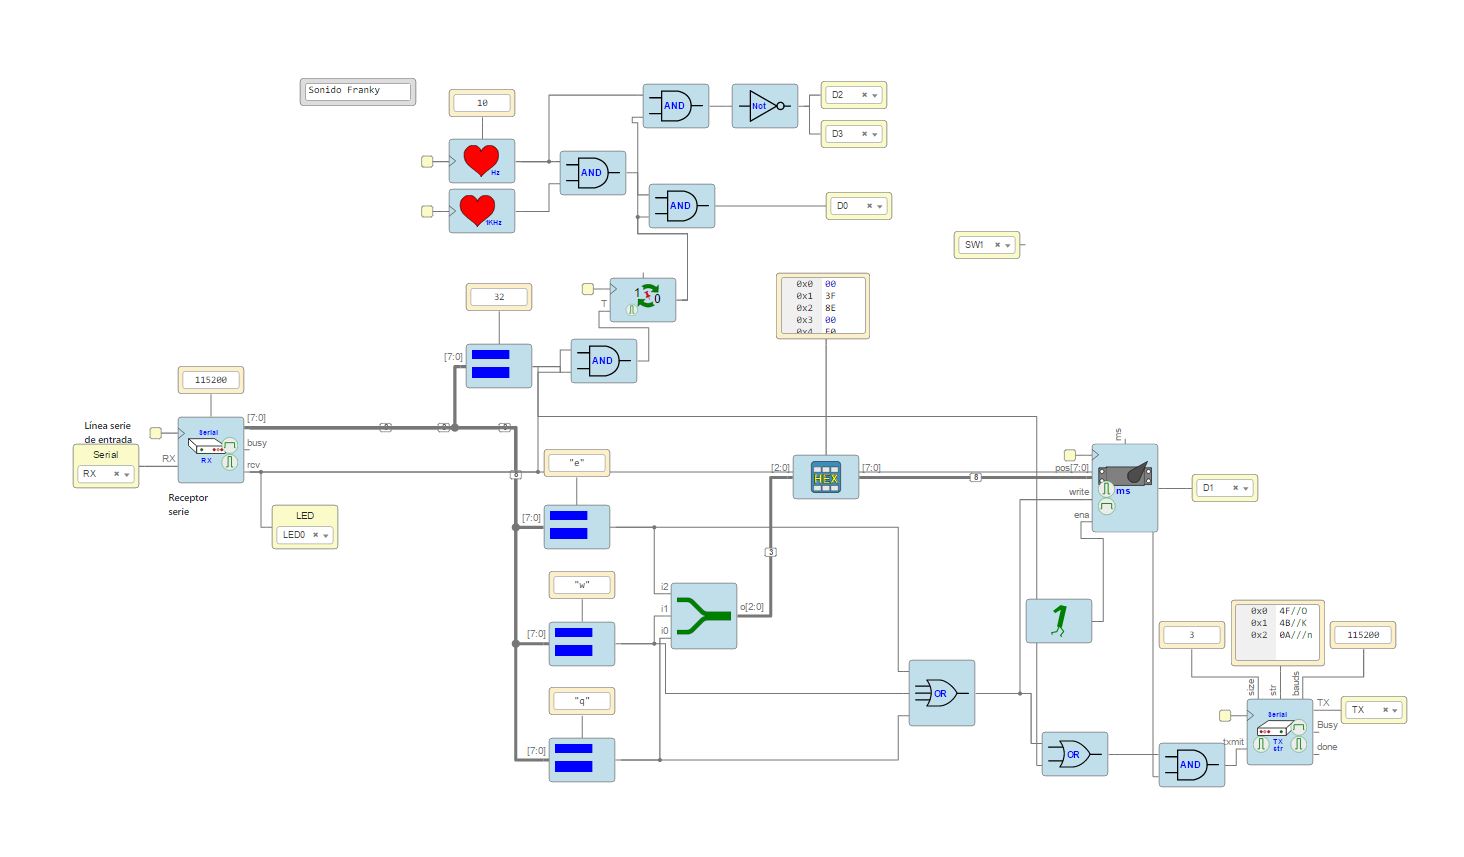 Sonido Franky
10
AND
Not
D2
D3
Hz
AND
1KHz
AND
D0
SW1
32
1
0
T
0x0 00
0x1 3F
0x2 8E
0x3 00
0x4 E0
[7:0]
AND
115200
Línea serie
de entrada
Serial
RX
RX
Serial
RX
[7:0]
busy
rcv
Receptor
serie
LED
LED0
"e"
[7:0]
[2:0]
HEX
[7:0]
8
ms
pos[7:0]
write
ena
ms
D1
8
3
"w"
[7:0]
i2
i1
i0
o[2:0]
1
"q"
[7:0]
OR
OR
AND
3
0x0 4F//O
0x1 4B//K
0x2 0A///n
115200
size
str
bauds
Serial
TX
str
txmit
TX
Busy
done
TX